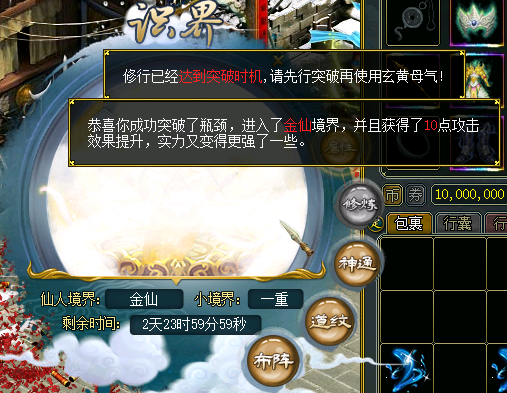 识界
修行已经达到突破时机,请先行突破再使用玄黄母气!
恭喜你成功突破了瓶颈，进入了金仙境界，并且获得了10点攻击
效果提升，实力又变得更强了一些。
币 券 10,000,000
修炼
包裹 行囊 行
神通
仙人境界: 金仙 小境界: 一重
道纹
剩余时间: 2天23时59分59秒
布阵